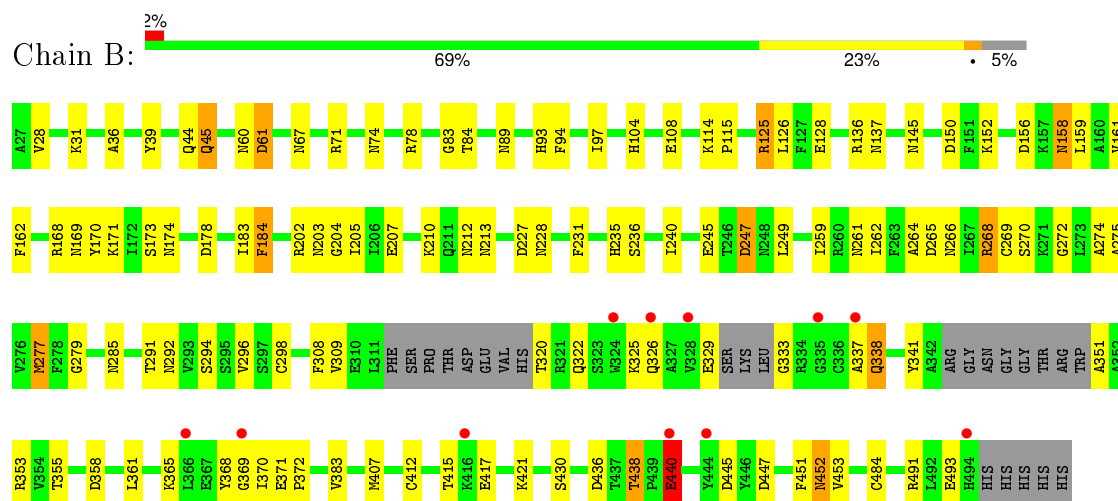 2%
Chain B:
69% 23% • 5%
A27 V28 K31 A36 Y39 Q44 Q45 N60 D61 N67 R71 N74 R78 G83 T84 N89 H93 F94 I97 H104 E108 K114 P115 R125 L126 F127 E128 R136 N137 N145 D150 F151 K152 D156 K157 N158 L159 A160 V161
F162 R168 N169 Y170 K171 I172 S173 N174 D178 I183 F184 R202 N203 G204 I205 I206 E207 K210 Q211 N212 N213 D227 N228 F231 H235 S236 I240 E245 T246 D247 N248 L249 I259 R260 N261 I262 F263 A264 D265 N266 I267 R268 C269 S270 K271 G272 L273 A274 A275
V276 M277 F278 G279 N285 T291 N292 V293 S294 S295 V296 S297 C298 F308 V309 E310 L311 PHE SER PRO THR ASP GLU VAL HIS T320 R321 Q322 S323 W324 K325 Q326 A327 V328 E329 SER LYS LEU G333 R334 G335 C336 A337 Q338 Y341 A342 ARG GLY ASN GLY GLY THR ARG TRP A351 A352
R353 V354 T355 D358 L361 K365 L366 E367 Y368 G369 I370 E371 P372 V383 M407 C412 T415 K416 E417 K421 S430 D436 T437 T438 P439 E440 Y444 D445 Y446 D447 F451 N452 V453 C484 R491 L492 E493 H494 HIS HIS HIS HIS HIS